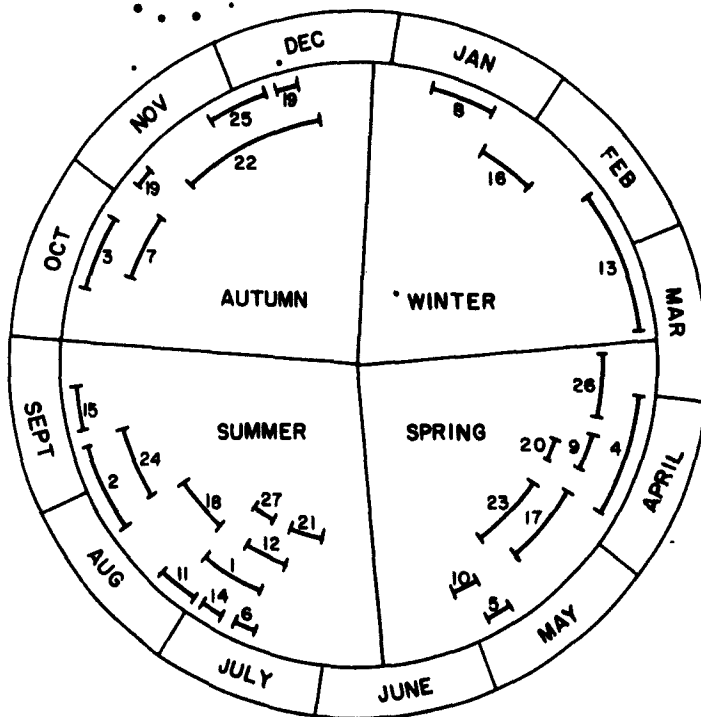 DEC
JAN
NOV
19
8
25
22
16
FEB
19
OCT
3
7
13
AUTUMN
WINTER
MAR
26
15
SEPT
SUMMER
SPRING
20
9
4
24
2
18
27
21
23
17
APRIL
12
AUG
11
1
10
14
6
5
MAY
JULY
JUNE